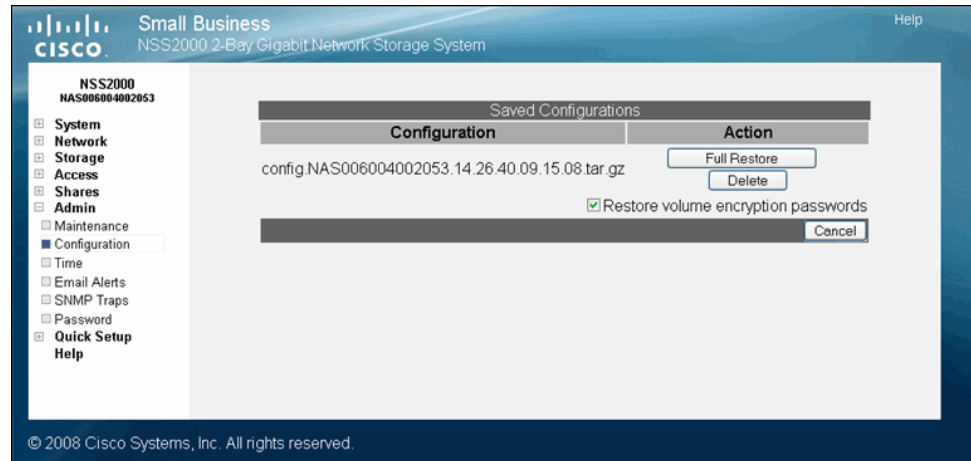 Small Business
Help
CISCO
NSS2000 2-Bay Gigabit Network Storage System
NSS2000
NAS006004002053
System
Network
Storage
Access
Shares
Admin
Maintenance
Configuration
Time
Email Alerts
SNMP Traps
Password
Quick Setup
Help
Saved Configurations
Configuration Action
config.NAS006004002053.14.26.40.09.15.08.tar.gz Full Restore
Delete
Restore volume encryption passwords
Cancel
© 2008 Cisco Systems, Inc. All rights reserved.